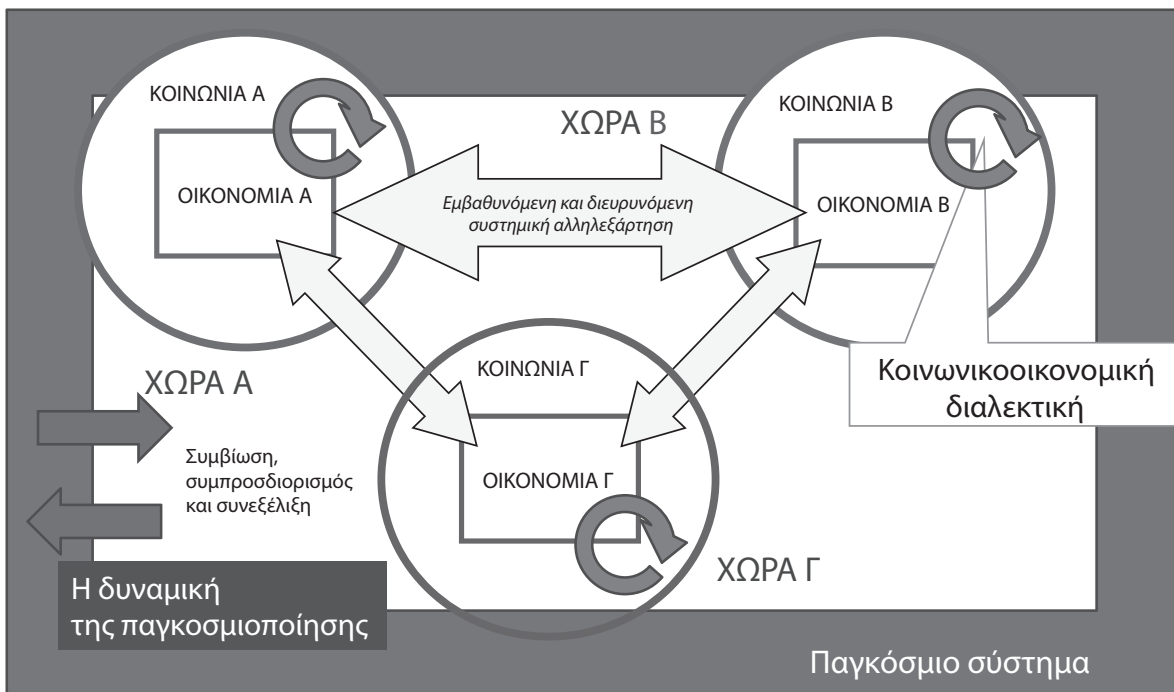 ΚΟΙΝΩΝΙΑ Α
ΟΙΚΟΝΟΜΙΑ Α
ΧΩΡΑ Β
ΚΟΙΝΩΝΙΑ Β
ΟΙΚΟΝΟΜΙΑ Β
Εμβαθυνόμενη και διευρυνόμενη
συστημική αλληλεξάρτηση
ΧΩΡΑ Α
ΚΟΙΝΩΝΙΑ Γ
ΟΙΚΟΝΟΜΙΑ Γ
Κοινωνικοοικονομική
διαλεκτική
Συμβίωση,
συμπροσδιορισμός
και συνεξέλιξη
ΧΩΡΑ Γ
Η δυναμική
της παγκοσμιοποίησης
Παγκόσμιο σύστημα